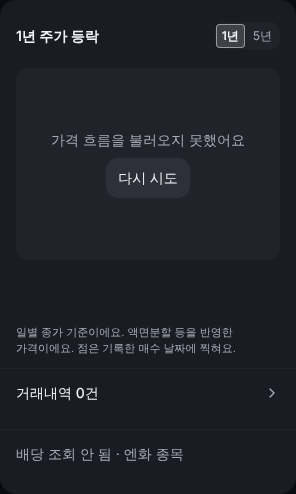 1년 주가 등락
1년 5년
가격 흐름을 불러오지 못했어요
다시 시도
일별 종가 기준이에요. 액면분할 등을 반영한
가격이에요. 점은 기록한 매수 날짜에 찍혀요.
거래내역 0건
배당 조회 안 됨 · 엔화 종목